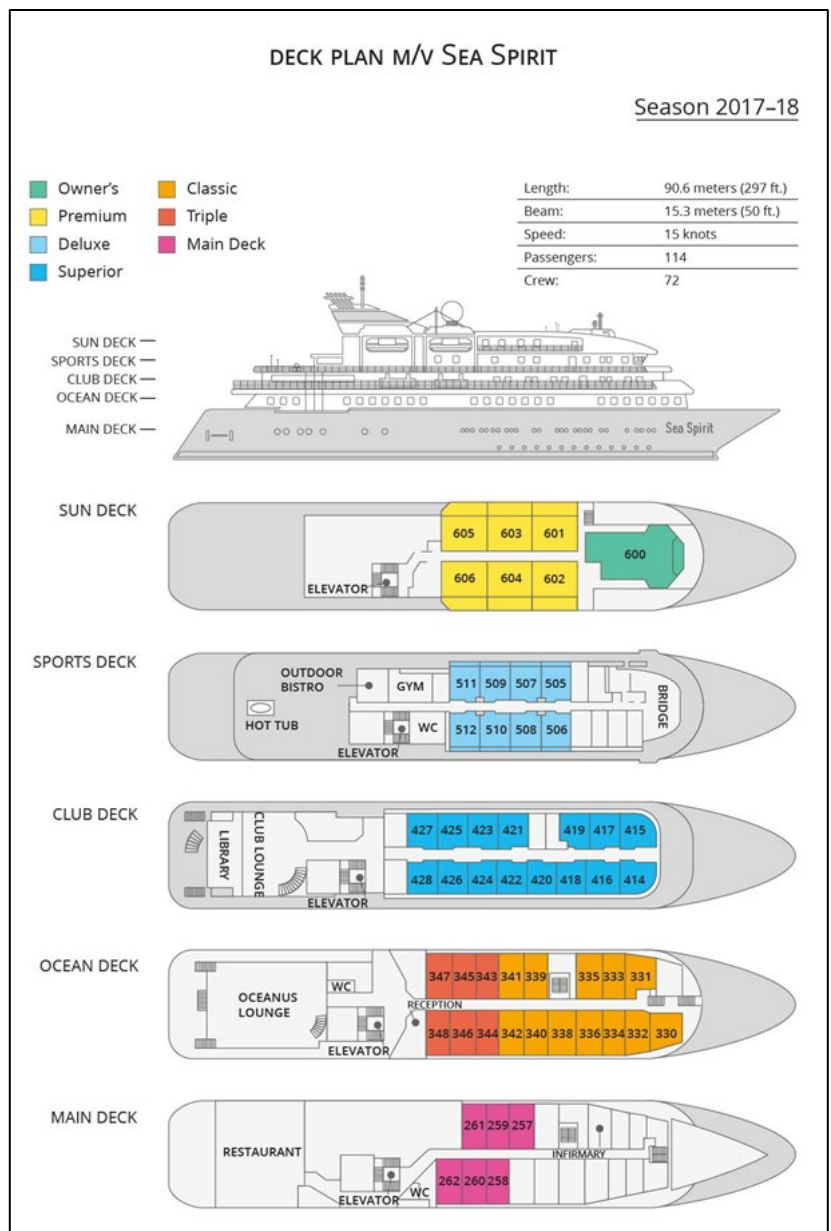 DECK PLAN M/V SEA SPIRIT
Season 2017–18
Owner's
Premium
Deluxe
Superior
Classic
Triple
Main Deck
Length: 90.6 meters (297 ft.)
Beam: 15.3 meters (50 ft.)
Speed: 15 knots
Passengers: 114
Crew: 72
SUN DECK
SPORTS DECK
CLUB DECK
OCEAN DECK
MAIN DECK
Sea Spirit
SUN DECK
605 603 601
600
606 604 602
ELEVATOR
SPORTS DECK
OUTDOOR
BISTRO
GYM
511 509 507 505
BRIDGE
HOT TUB
WC
512 510 508 506
ELEVATOR
CLUB DECK
LIBRARY
CLUB LOUNGE
427 425 423 421 419 417 415
428 426 424 422 420 418 416 414
ELEVATOR
OCEAN DECK
347 345 343 341 339 335 333 331
WC
OCEANUS
LOUNGE
RECEPTION
348 346 344 342 340 338 336 334 332 330
ELEVATOR
MAIN DECK
261 259 257
RESTAURANT
INFIRMARY
262 260 258
WC
ELEVATOR